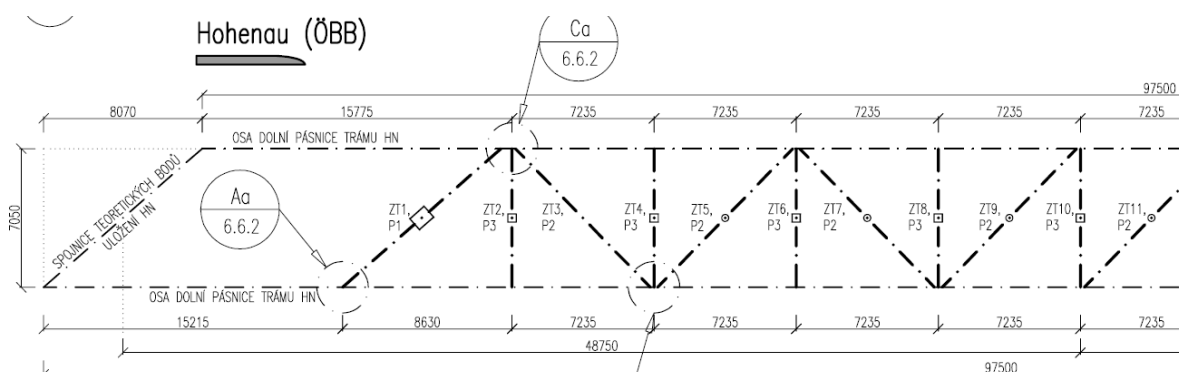 Hohenau (ÖBB)
Ca
6.6.2
97500
8070
15775
7235
7235
7235
7235
7235
OSA DOLNÍ PÁSNICE TRÁMU HN
7050
SPOJNICE TEORETICKÝCH BODŮ
ULOŽENÍ HN
Aa
6.6.2
ZT1,
P1
ZT2,
P3
ZT3,
P2
ZT4,
P3
ZT5,
P2
ZT6,
P3
ZT7,
P2
ZT8,
P3
ZT9,
P2
ZT10,
P3
ZT11,
P2
OSA DOLNÍ PÁSNICE TRÁMU HN
15215
8630
7235
7235
7235
7235
7235
48750
97500